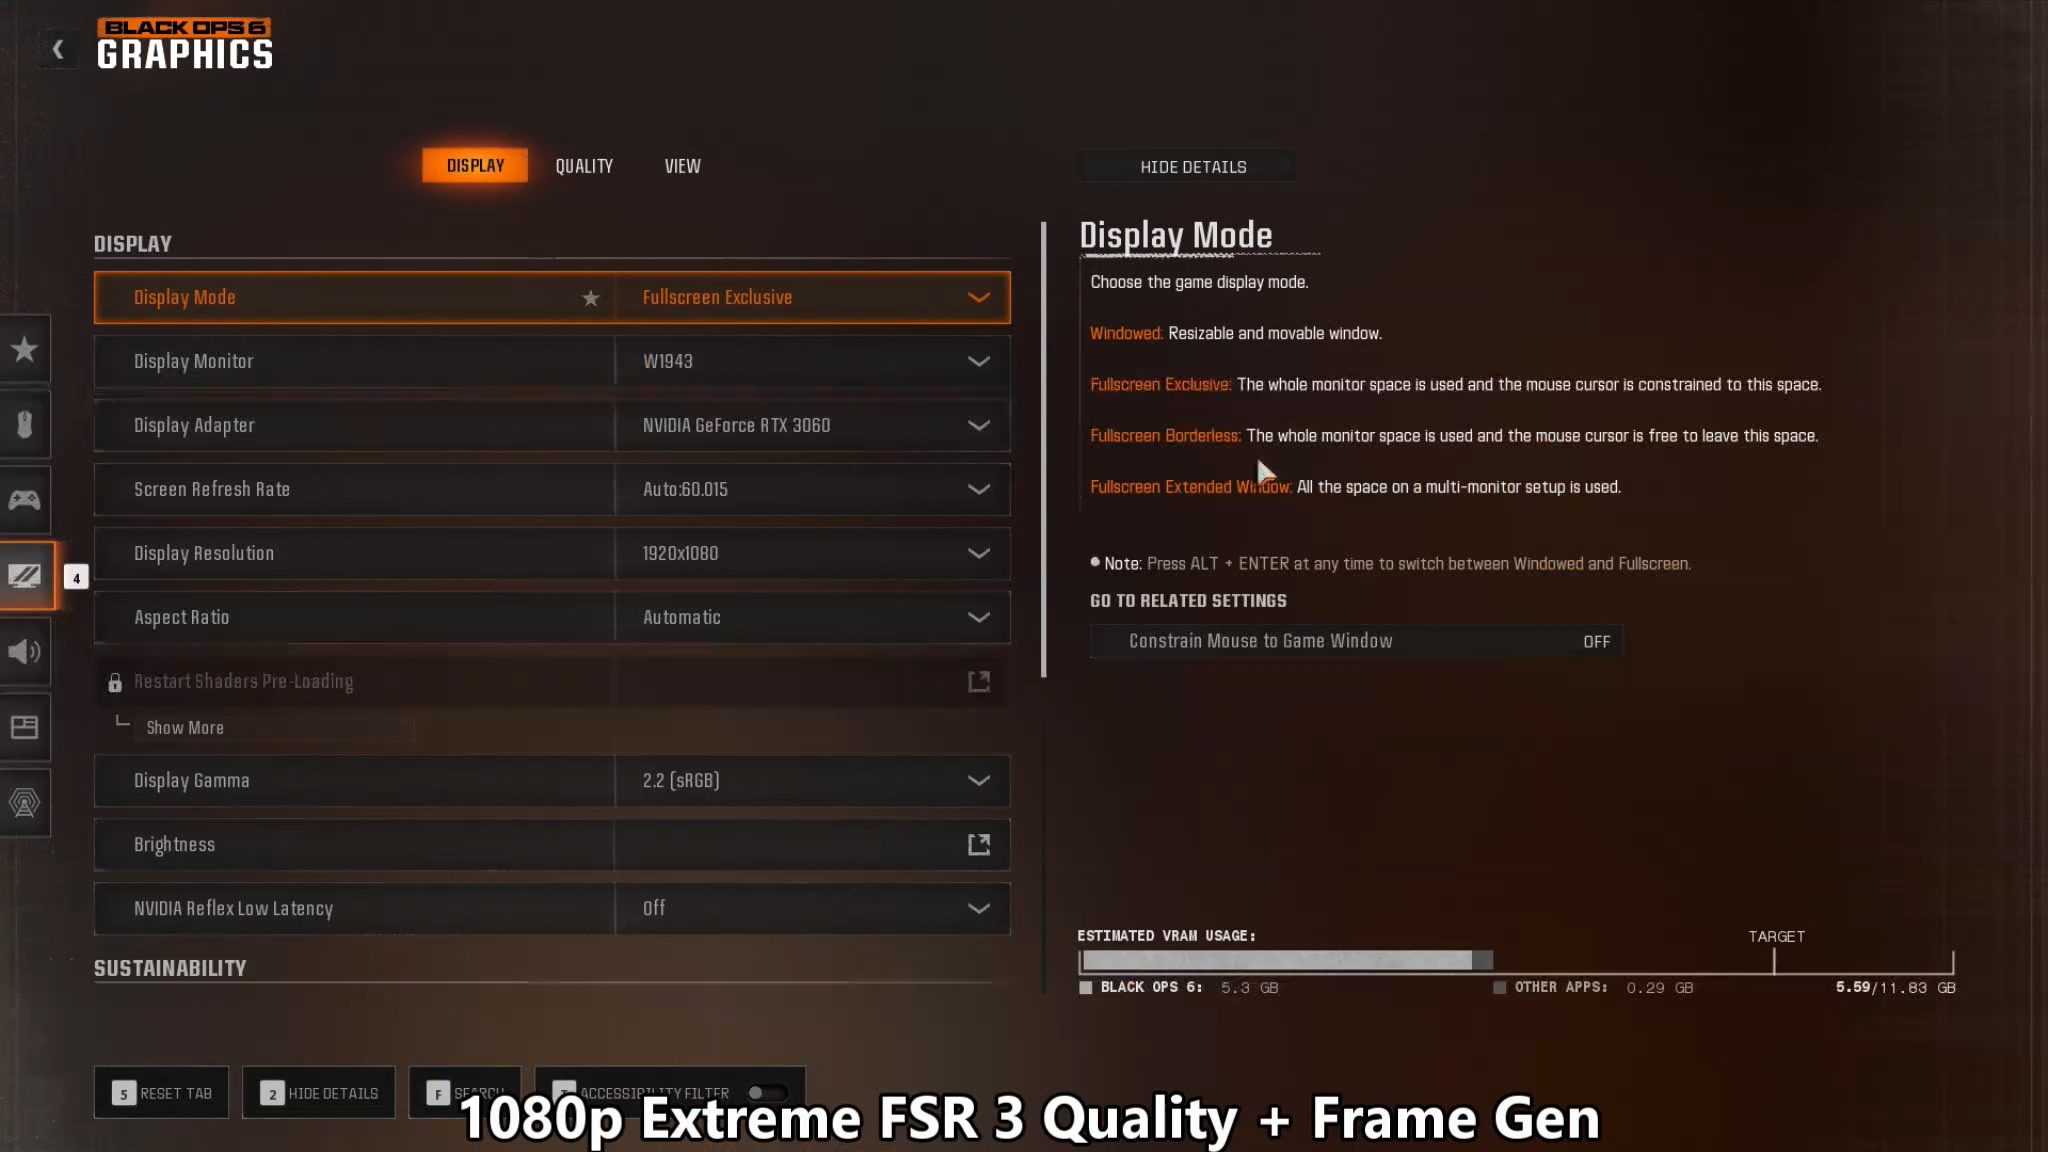 BLACK OPS 6
GRAPHICS
DISPLAY
QUALITY
VIEW
HIDE DETAILS
DISPLAY
Display Mode
Fullscreen Exclusive
Display Monitor
W1943
Display Adapter
NVIDIA GeForce RTX 3060
Screen Refresh Rate
Auto:60.015
Display Resolution
1920x1080
Aspect Ratio
Automatic
Restart Shaders Pre-Loading
Show More
Display Gamma
2.2 (sRGB)
Brightness
NVIDIA Reflex Low Latency
Off
SUSTAINABILITY
4
Display Mode
Choose the game display mode.
Windowed: Resizable and movable window.
Fullscreen Exclusive: The whole monitor space is used and the mouse cursor is constrained to this space.
Fullscreen Borderless: The whole monitor space is used and the mouse cursor is free to leave this space.
Fullscreen Extended Window: All the space on a multi-monitor setup is used.
Note: Press ALT + ENTER at any time to switch between Windowed and Fullscreen.
GO TO RELATED SETTINGS
Constrain Mouse to Game Window OFF
ESTIMATED VRAM USAGE:
TARGET
BLACK OPS 6: 5.3 GB
OTHER APPS: 0.29 GB
5.59/11.83 GB
5 RESET TAB
2 HIDE DETAILS
F SEARCH
ACCESSIBILITY FILTER
1080p Extreme FSR 3 Quality + Frame Gen